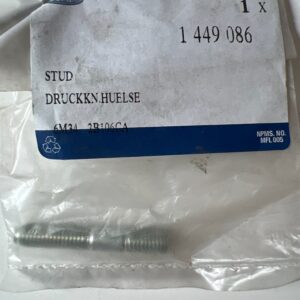 1 X
1 449 086
STUD
DRUCKKN.HUELSE
NPMS. NO.
MFL 005